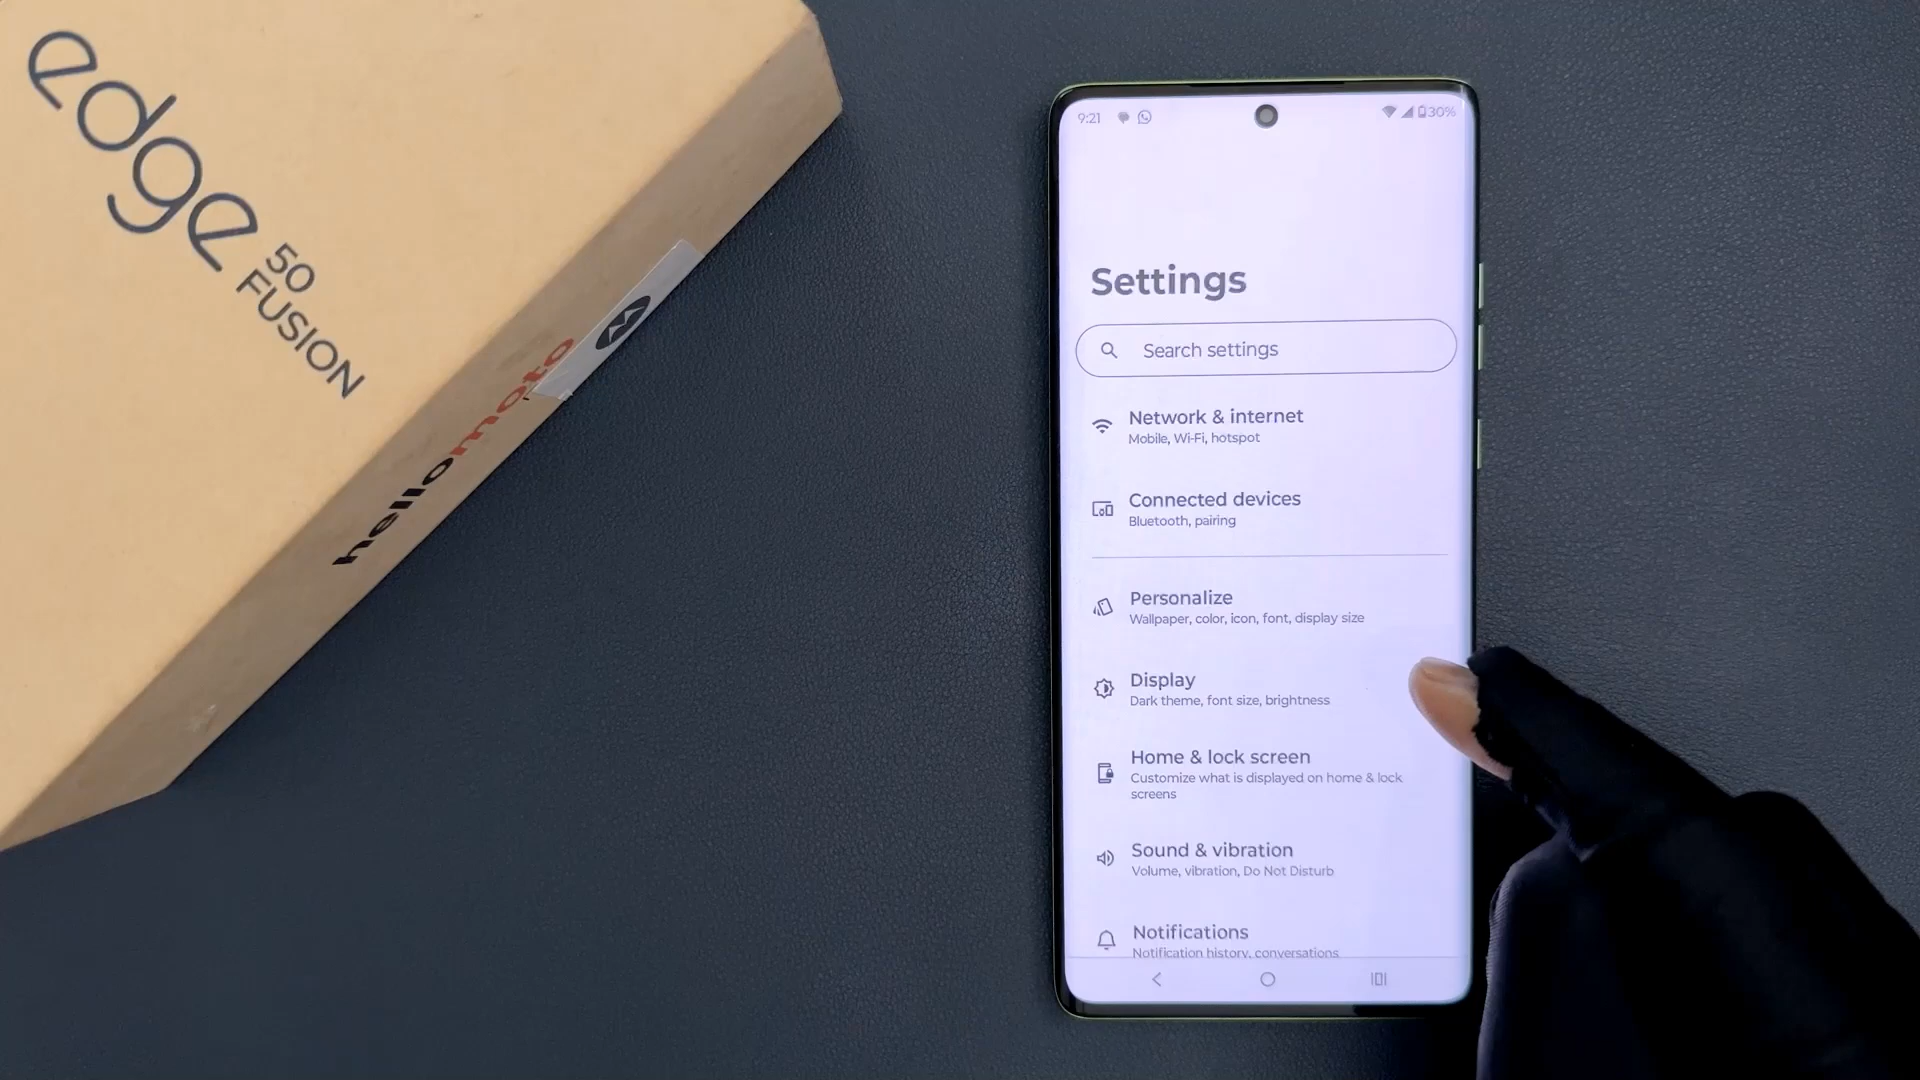 edge
50
FUSION
hellomoto
9:21
30%
Settings
Search settings
Network & internet
Mobile, Wi-Fi, hotspot
Connected devices
Bluetooth, pairing
Personalize
Wallpaper, color, icon, font, display size
Display
Dark theme, font size, brightness
Home & lock screen
Customize what is displayed on home & lock
screens
Sound & vibration
Volume, vibration, Do Not Disturb
Notifications
Notification history, conversations